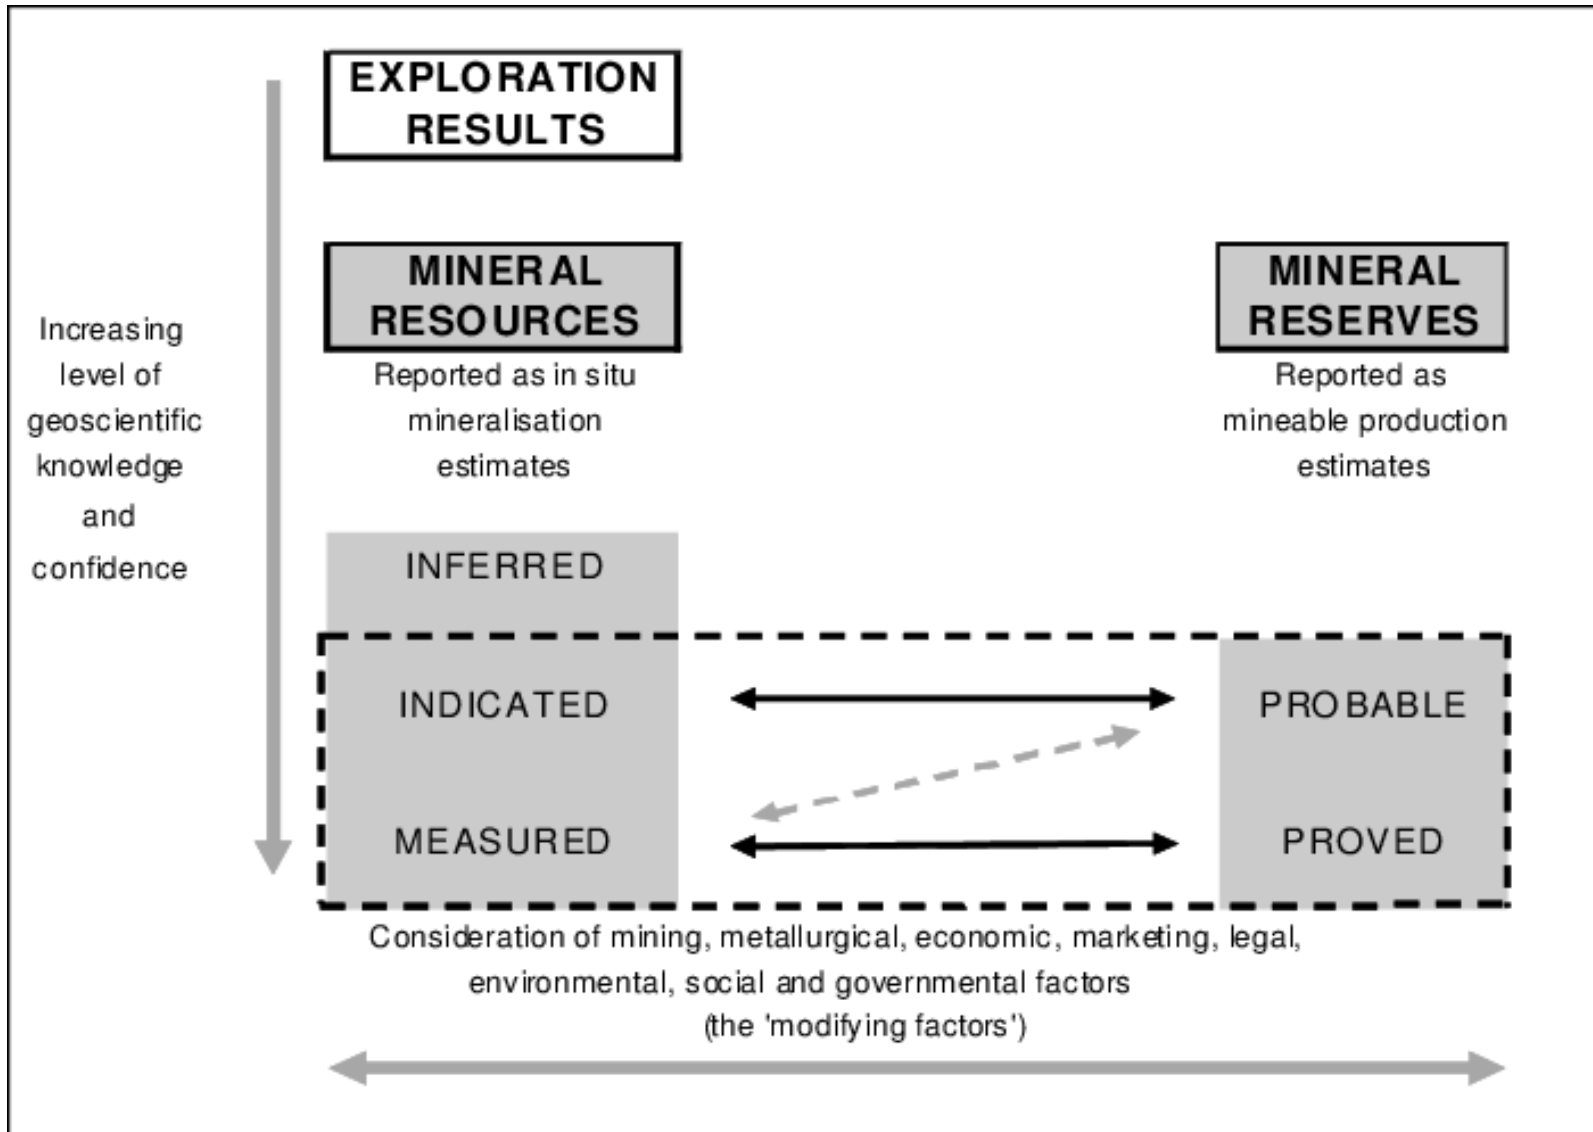 EXPLORATION
RESULTS
MINERAL
RESOURCES
Reported as in situ
mineralisation
estimates
MINERAL
RESERVES
Reported as
mineable production
estimates
Increasing
level of
geoscientific
knowledge
and
confidence
INFERRED
INDICATED
PROBABLE
MEASURED
PROVED
Consideration of mining, metallurgical, economic, marketing, legal,
environmental, social and governmental factors
(the 'modifying factors')